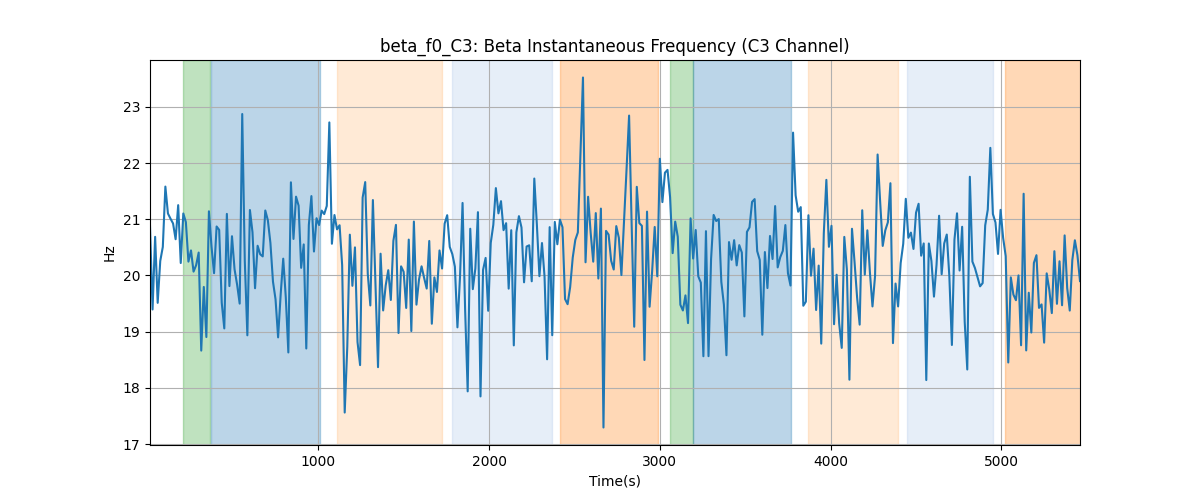 beta_f0_C3: Beta Instantaneous Frequency (C3 Channel)
Hz
23
22
21
20
19
18
17
1000 2000 3000 4000 5000
Time(s)